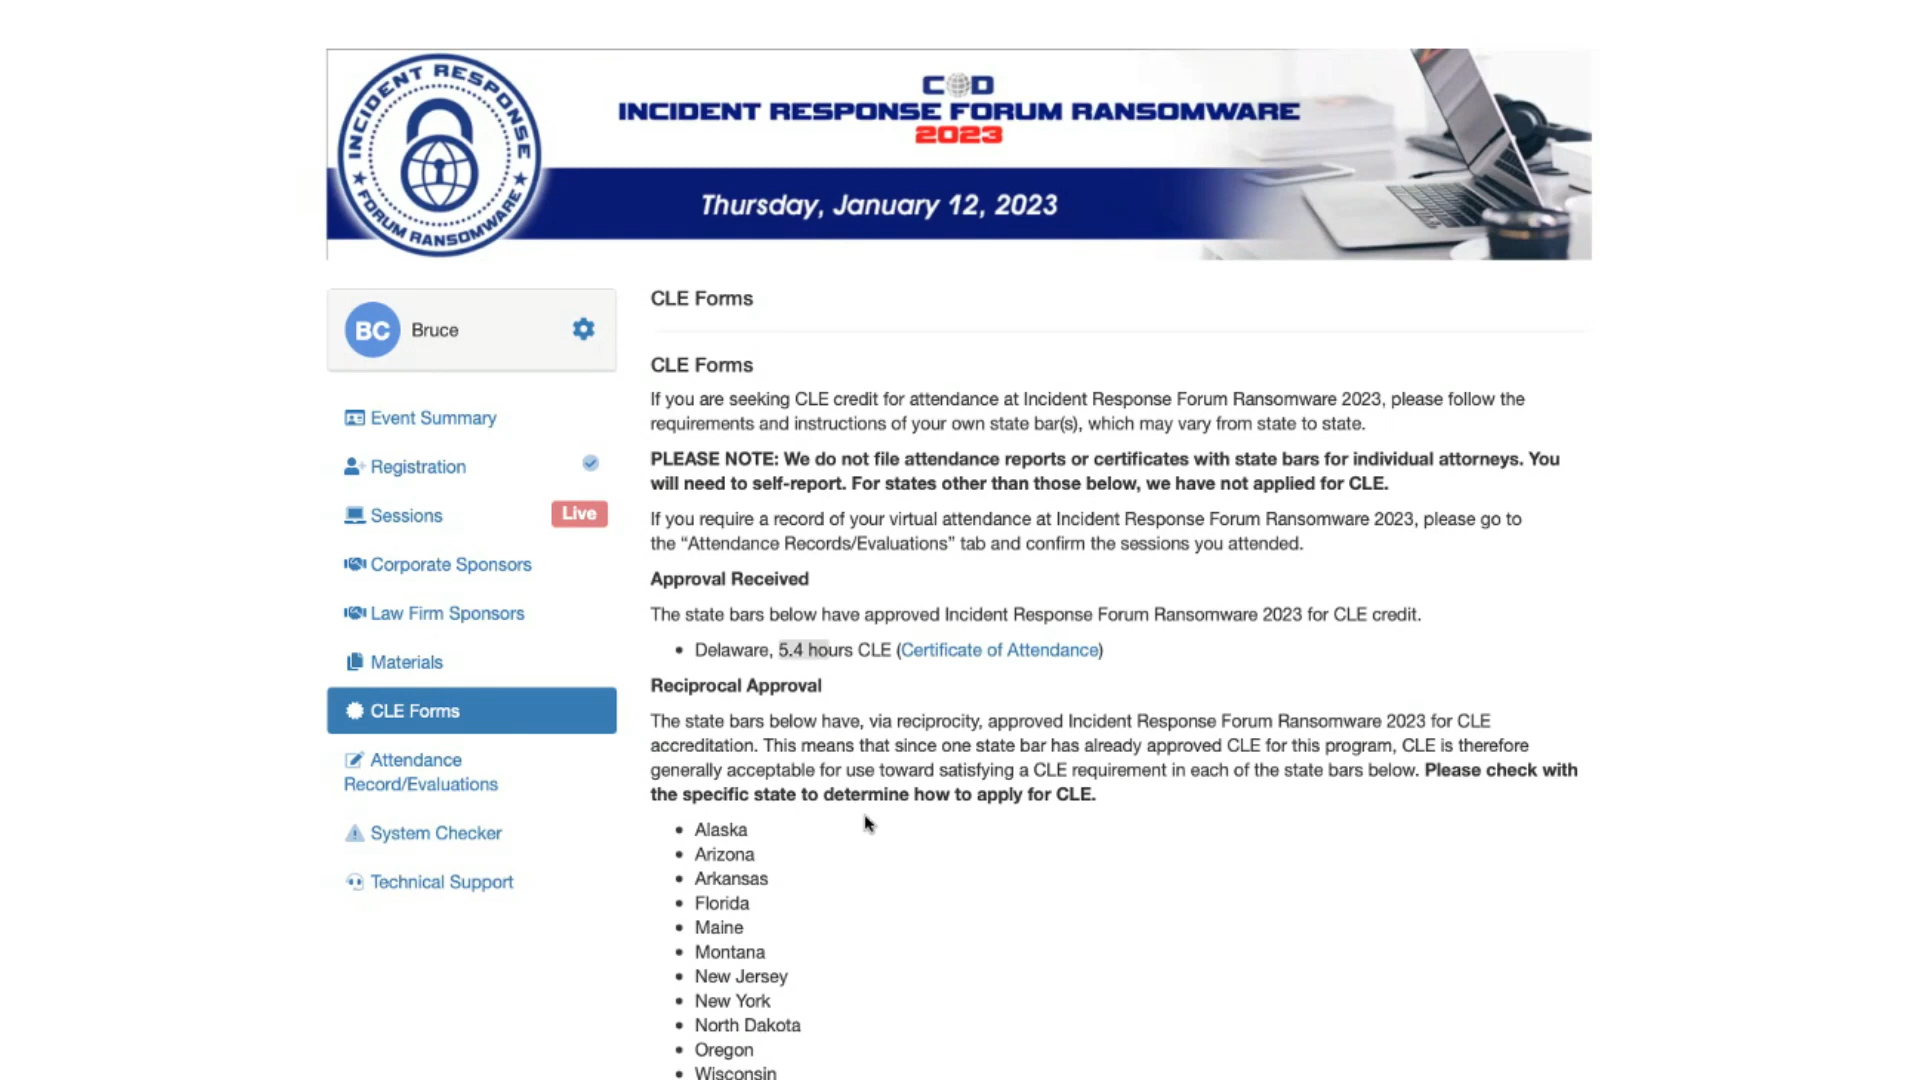 INCIDENT RESPONSE
FORUM RANSOMWARE
C D
INCIDENT RESPONSE FORUM RANSOMWARE
2023
Thursday, January 12, 2023
BC Bruce
Event Summary
Registration
Sessions Live
Corporate Sponsors
Law Firm Sponsors
Materials
CLE Forms
Attendance
Record/Evaluations
System Checker
Technical Support
CLE Forms
CLE Forms
If you are seeking CLE credit for attendance at Incident Response Forum Ransomware 2023, please follow the
requirements and instructions of your own state bar(s), which may vary from state to state.
PLEASE NOTE: We do not file attendance reports or certificates with state bars for individual attorneys. You
will need to self-report. For states other than those below, we have not applied for CLE.
If you require a record of your virtual attendance at Incident Response Forum Ransomware 2023, please go to
the “Attendance Records/Evaluations” tab and confirm the sessions you attended.
Approval Received
The state bars below have approved Incident Response Forum Ransomware 2023 for CLE credit.
• Delaware, 5.4 hours CLE (Certificate of Attendance)
Reciprocal Approval
The state bars below have, via reciprocity, approved Incident Response Forum Ransomware 2023 for CLE
accreditation. This means that since one state bar has already approved CLE for this program, CLE is therefore
generally acceptable for use toward satisfying a CLE requirement in each of the state bars below. Please check with
the specific state to determine how to apply for CLE.
• Alaska
• Arizona
• Arkansas
• Florida
• Maine
• Montana
• New Jersey
• New York
• North Dakota
• Oregon
• Wisconsin